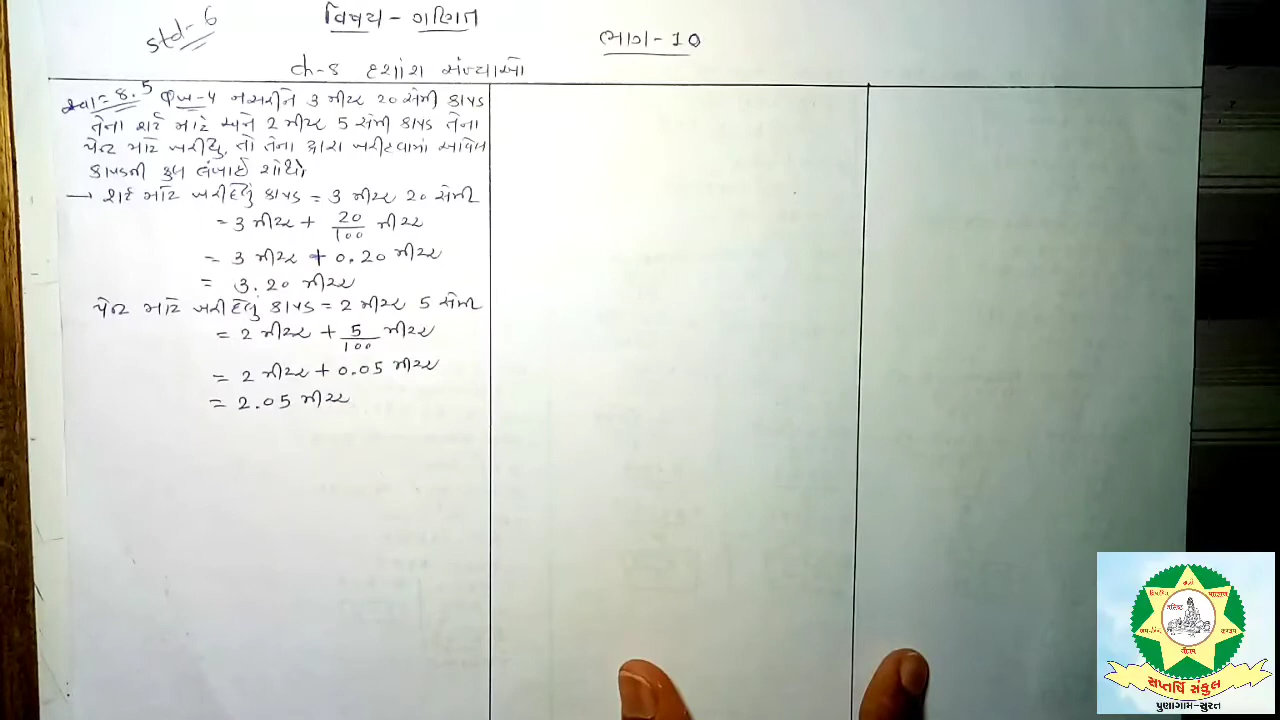 std-6
વિષય - ગણિત
ભાગ-10
ch-8 દશાંશ સંખ્યાઓ
સ્વા=8.5 પ્રશ્ન-4 નસરીને 3 મીટર 20 સેમી કાપડ
તેના શર્ટ માટે અને 2 મીટર 5 સેમી કાપડ તેના
પેન્ટ માટે ખરીદ્યુ, તો તેના દ્વારા ખરીદવામાં આવેલ
કાપડની કુલ લંબાઈ શોધો.
→ શર્ટ માટે ખરીદેલું કાપડ = 3 મીટર 20 સેમી
= 3 મીટર + 20/100 મીટર
= 3 મીટર + 0.20 મીટર
= 3.20 મીટર
પેન્ટ માટે ખરીદેલું કાપડ = 2 મીટર 5 સેમી
= 2 મીટર + 5/100 મીટર
= 2 મીટર + 0.05 મીટર
= 2.05 મીટર
સપ્તર્ષિ સંકુલ
પુણાગામ-સુરત